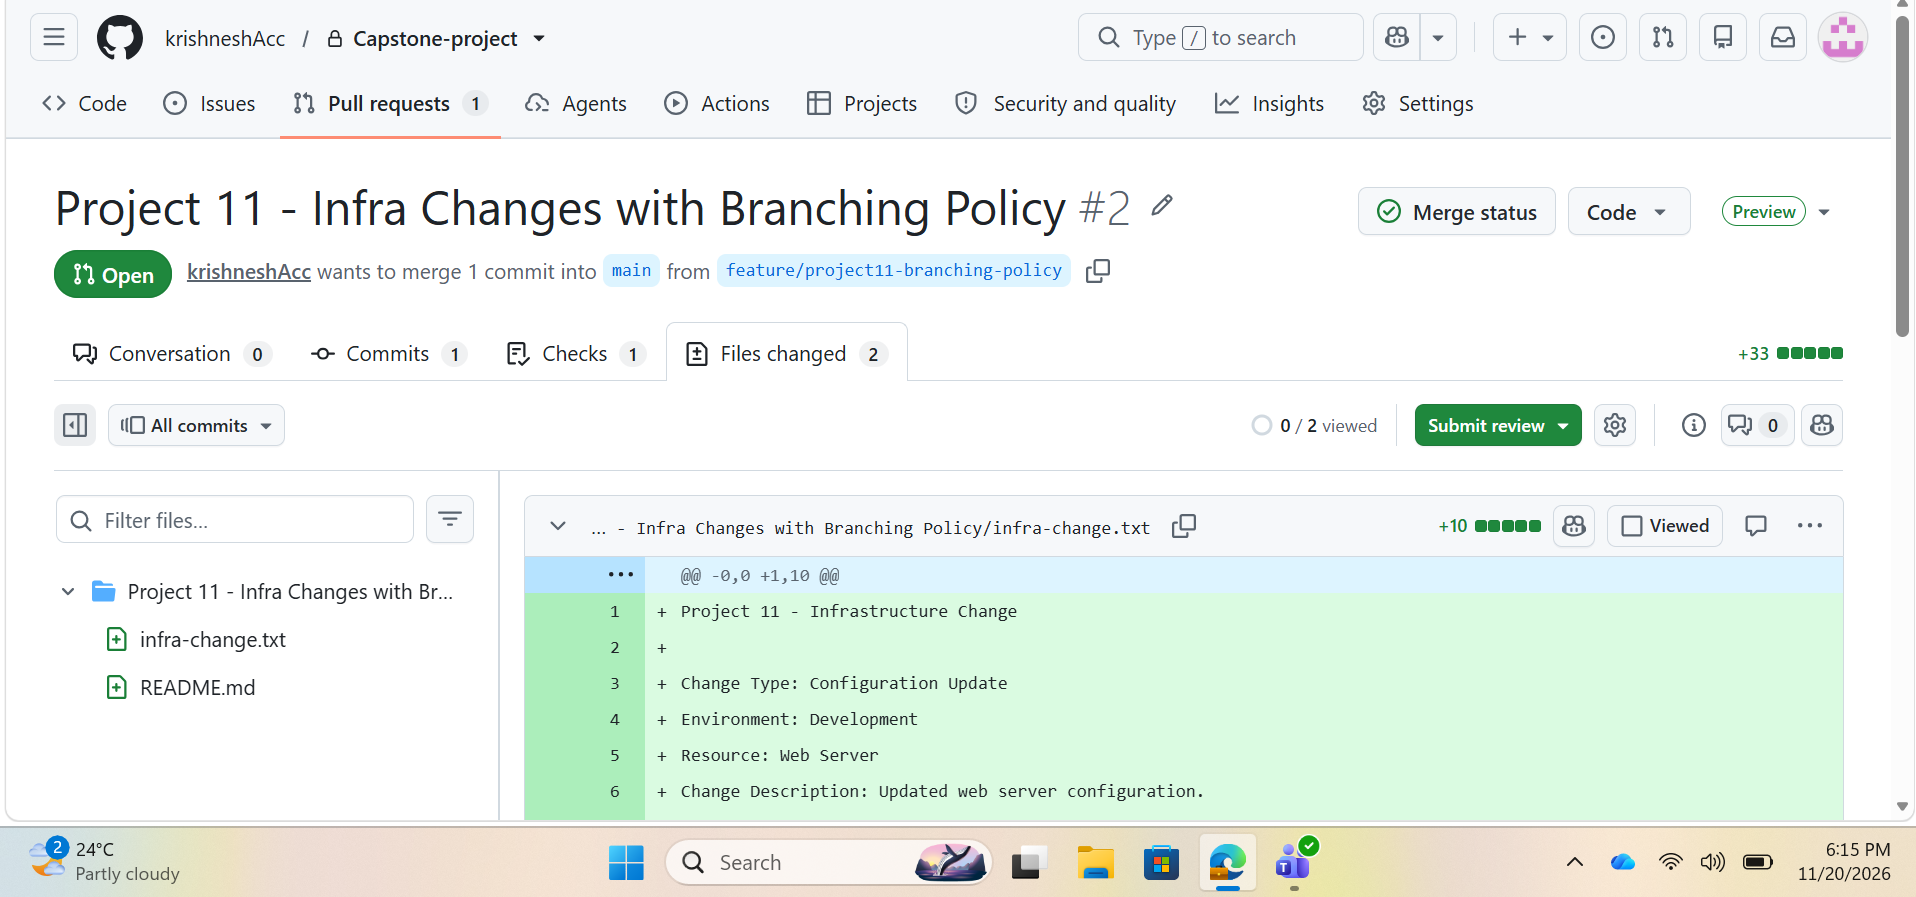 krishneshAcc / Capstone-project
Type / to search
Code Issues Pull requests 1 Agents Actions Projects Security and quality Insights Settings
Project 11 - Infra Changes with Branching Policy #2
Merge status Code Preview
Open krishneshAcc wants to merge 1 commit into main from feature/project11-branching-policy
Conversation 0 Commits 1 Checks 1 Files changed 2 +33
All commits 0 / 2 viewed Submit review 0
Filter files...
... - Infra Changes with Branching Policy/infra-change.txt +10 Viewed
... @@ -0,0 +1,10 @@
Project 11 - Infra Changes with Br...
infra-change.txt
README.md
1 + Project 11 - Infrastructure Change
2 +
3 + Change Type: Configuration Update
4 + Environment: Development
5 + Resource: Web Server
6 + Change Description: Updated web server configuration.
2 24°C
Partly cloudy
Search
T
6:15 PM
11/20/2026